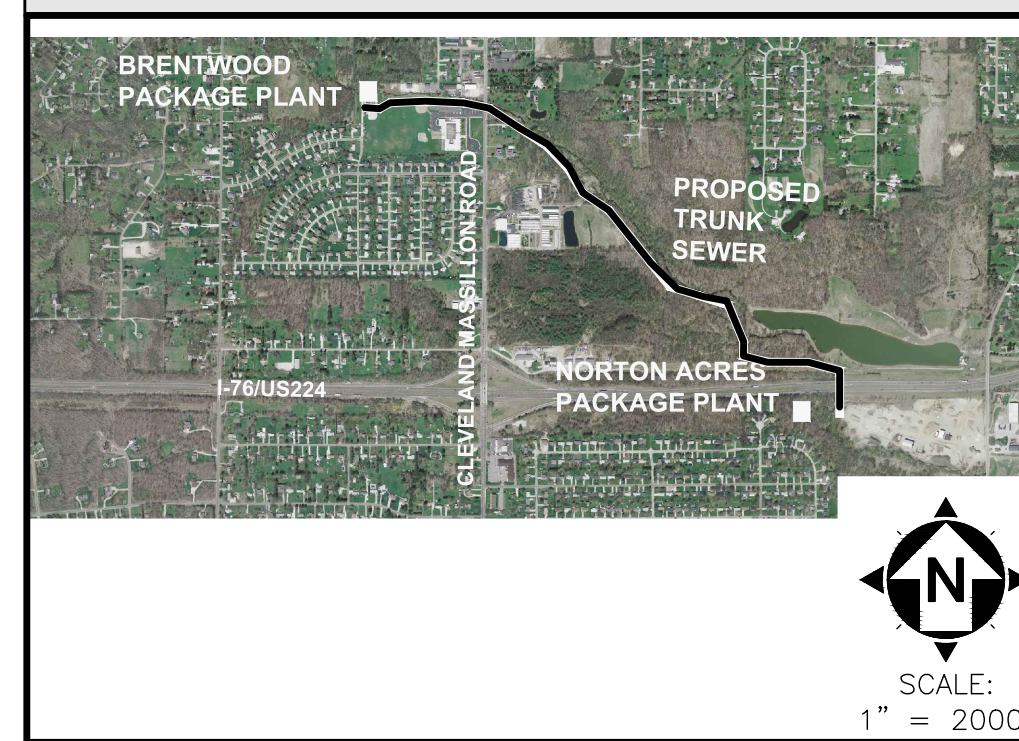 BRENTWOOD
PACKAGE PLANT
CLEVELAND MASSILLON ROAD
PROPOSED
TRUNK
SEWER
I-76/US224
NORTON ACRES
PACKAGE PLANT
N
SCALE:
1” = 2000